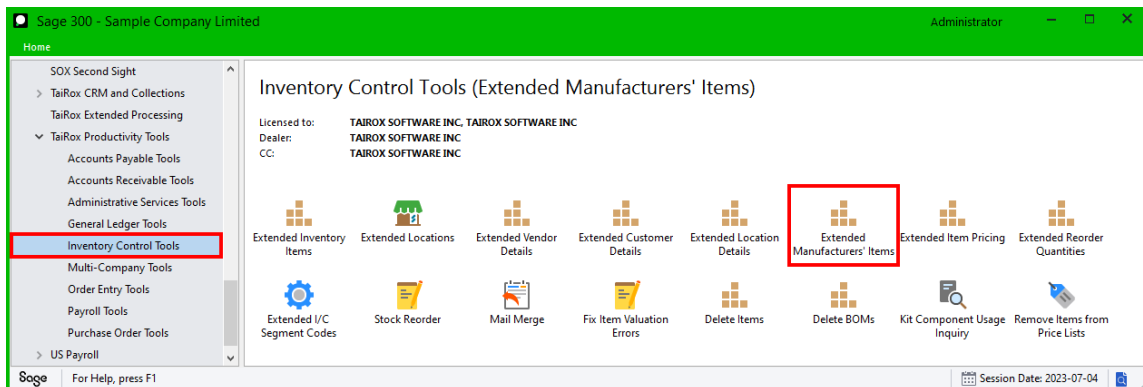 Sage 300 - Sample Company Limited
Administrator
Home
SOX Second Sight
TaiRox CRM and Collections
TaiRox Extended Processing
TaiRox Productivity Tools
Accounts Payable Tools
Accounts Receivable Tools
Administrative Services Tools
General Ledger Tools
Inventory Control Tools
Multi-Company Tools
Order Entry Tools
Payroll Tools
Purchase Order Tools
US Payroll
Inventory Control Tools (Extended Manufacturers' Items)
Licensed to: TAIROX SOFTWARE INC, TAIROX SOFTWARE INC
Dealer: TAIROX SOFTWARE INC
CC: TAIROX SOFTWARE INC
Extended Inventory
Items
Extended Locations
Extended Vendor
Details
Extended Customer
Details
Extended Location
Details
Extended
Manufacturers' Items
Extended Item Pricing
Extended Reorder
Quantities
Extended I/C
Segment Codes
Stock Reorder
Mail Merge
Fix Item Valuation
Errors
Delete Items
Delete BOMs
Kit Component Usage
Inquiry
Remove Items from
Price Lists
Sage
For Help, press F1
Session Date: 2023-07-04